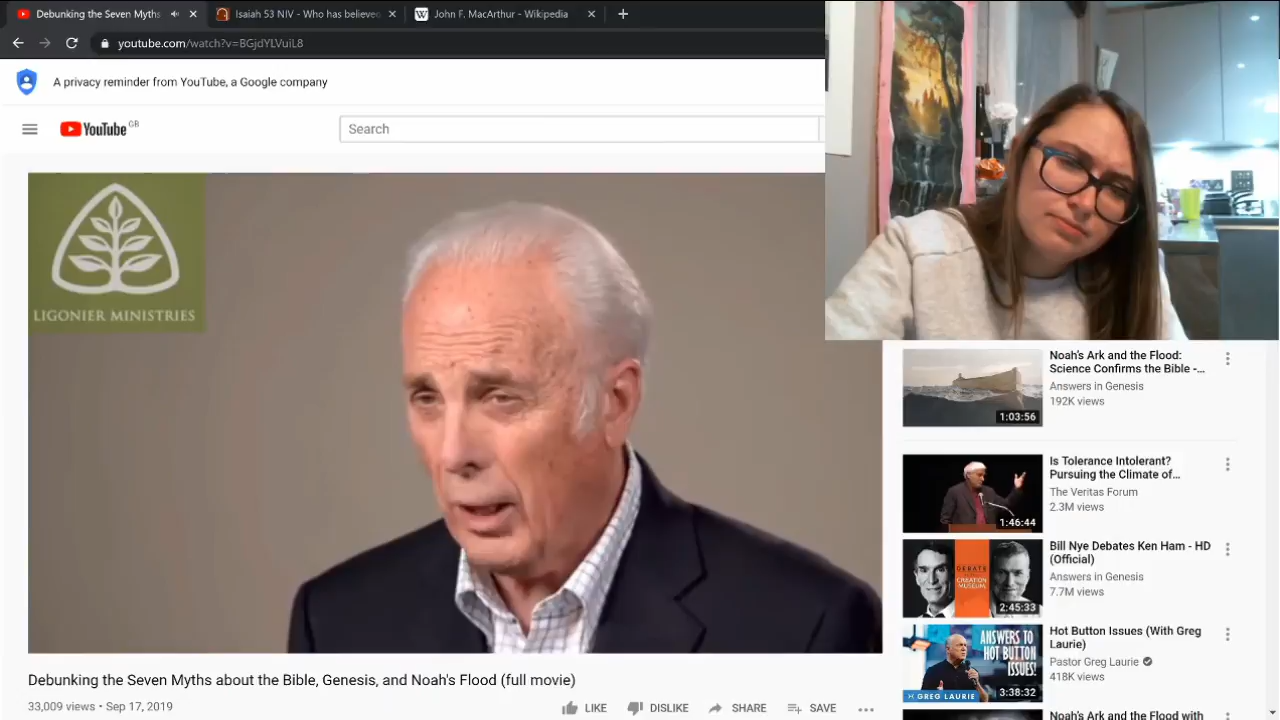 Debunking the Seven Myths
Isaiah 53 NIV - Who has believed
John F. MacArthur - Wikipedia
youtube.com/watch?v=BGjdYLVuiL8
A privacy reminder from YouTube, a Google company
YouTube GB
Search
LIGONIER MINISTRIES
Debunking the Seven Myths about the Bible, Genesis, and Noah's Flood (full movie)
33,009 views • Sep 17, 2019
LIKE
DISLIKE
SHARE
SAVE
1:03:56
Noah's Ark and the Flood:
Science Confirms the Bible -...
Answers in Genesis
192K views
1:46:44
Is Tolerance Intolerant?
Pursuing the Climate of...
The Veritas Forum
2.3M views
DEBATE
CREATION
MUSEUM
2:45:33
Bill Nye Debates Ken Ham - HD
(Official)
Answers in Genesis
7.7M views
ANSWERS TO
HOT BUTTON
ISSUES!
GREG LAURIE
3:38:32
Hot Button Issues (With Greg
Laurie)
Pastor Greg Laurie
418K views
Noah's Ark and the Flood with